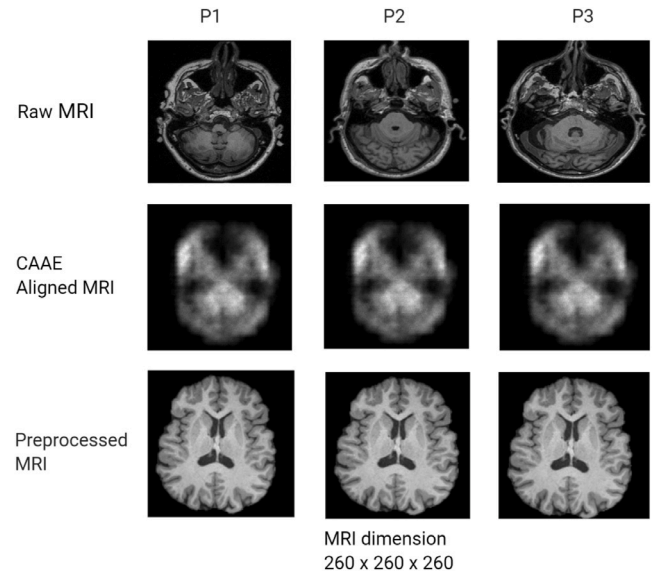 P1 P2 P3
Raw MRI
CAAE
Aligned MRI
Preprocessed
MRI
MRI dimension
260 x 260 x 260